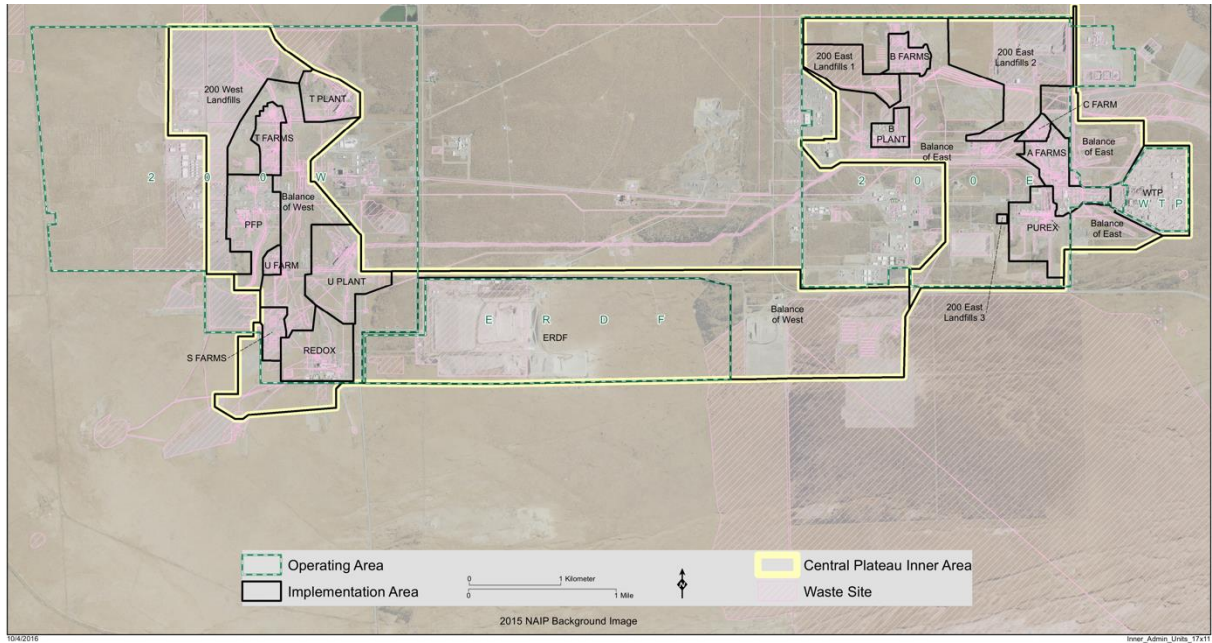 200 West
Landfills
T PLANT
T FARMS
2 0 0 W
Balance
of West
PFP
U FARM
U PLANT
S FARMS
REDOX
E R D F
ERDF
Balance of
West
200 East
Landfills 1
B FARMS
200 East
Landfills 2
C FARM
B
PLANT
Balance
of East
A FARMS
Balance
of East
2 0 0 E
WTP
W T P
PUREX
Balance
of East
200 East
Landfills 3
Operating Area
Implementation Area
0 1 Kilometer
0 1 Mile
N
Central Plateau Inner Area
Waste Site
2015 NAIP Background Image
10/4/2016
Inner_Admin_Units_17x11